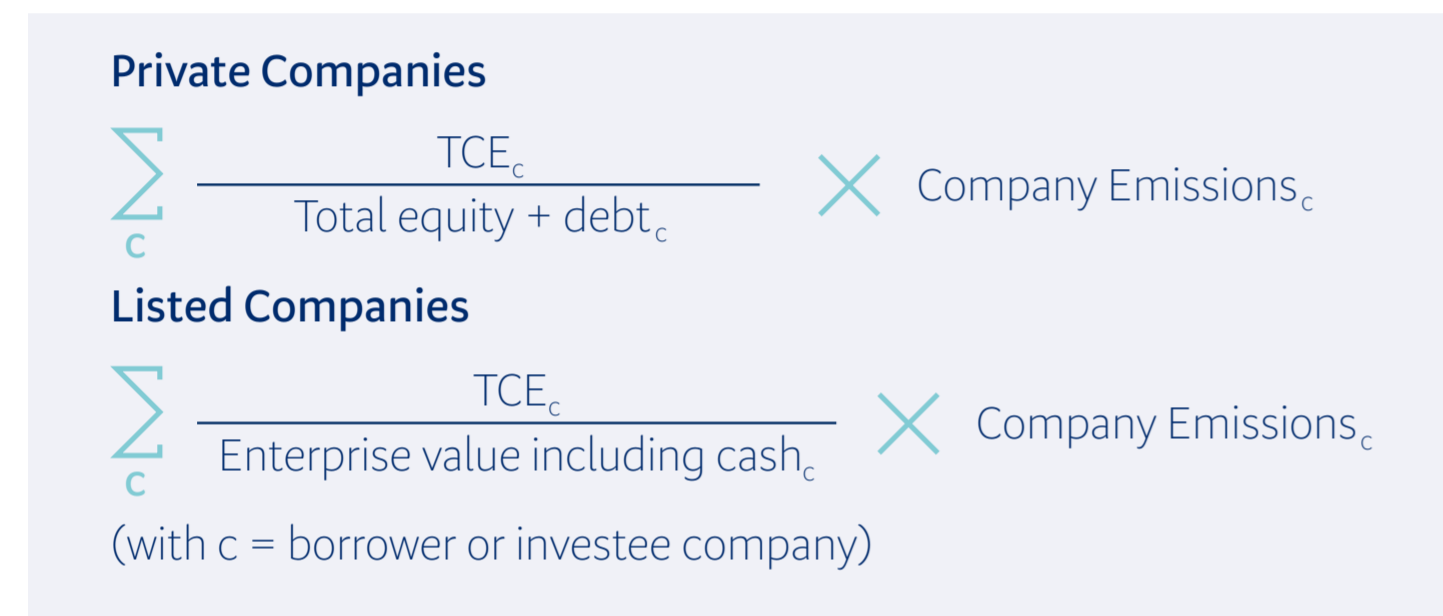 Private Companies
∑ TCEc
c Total equity + debtc × Company Emissionsc
Listed Companies
∑ TCEc
c Enterprise value including cashc × Company Emissionsc
(with c = borrower or investee company)